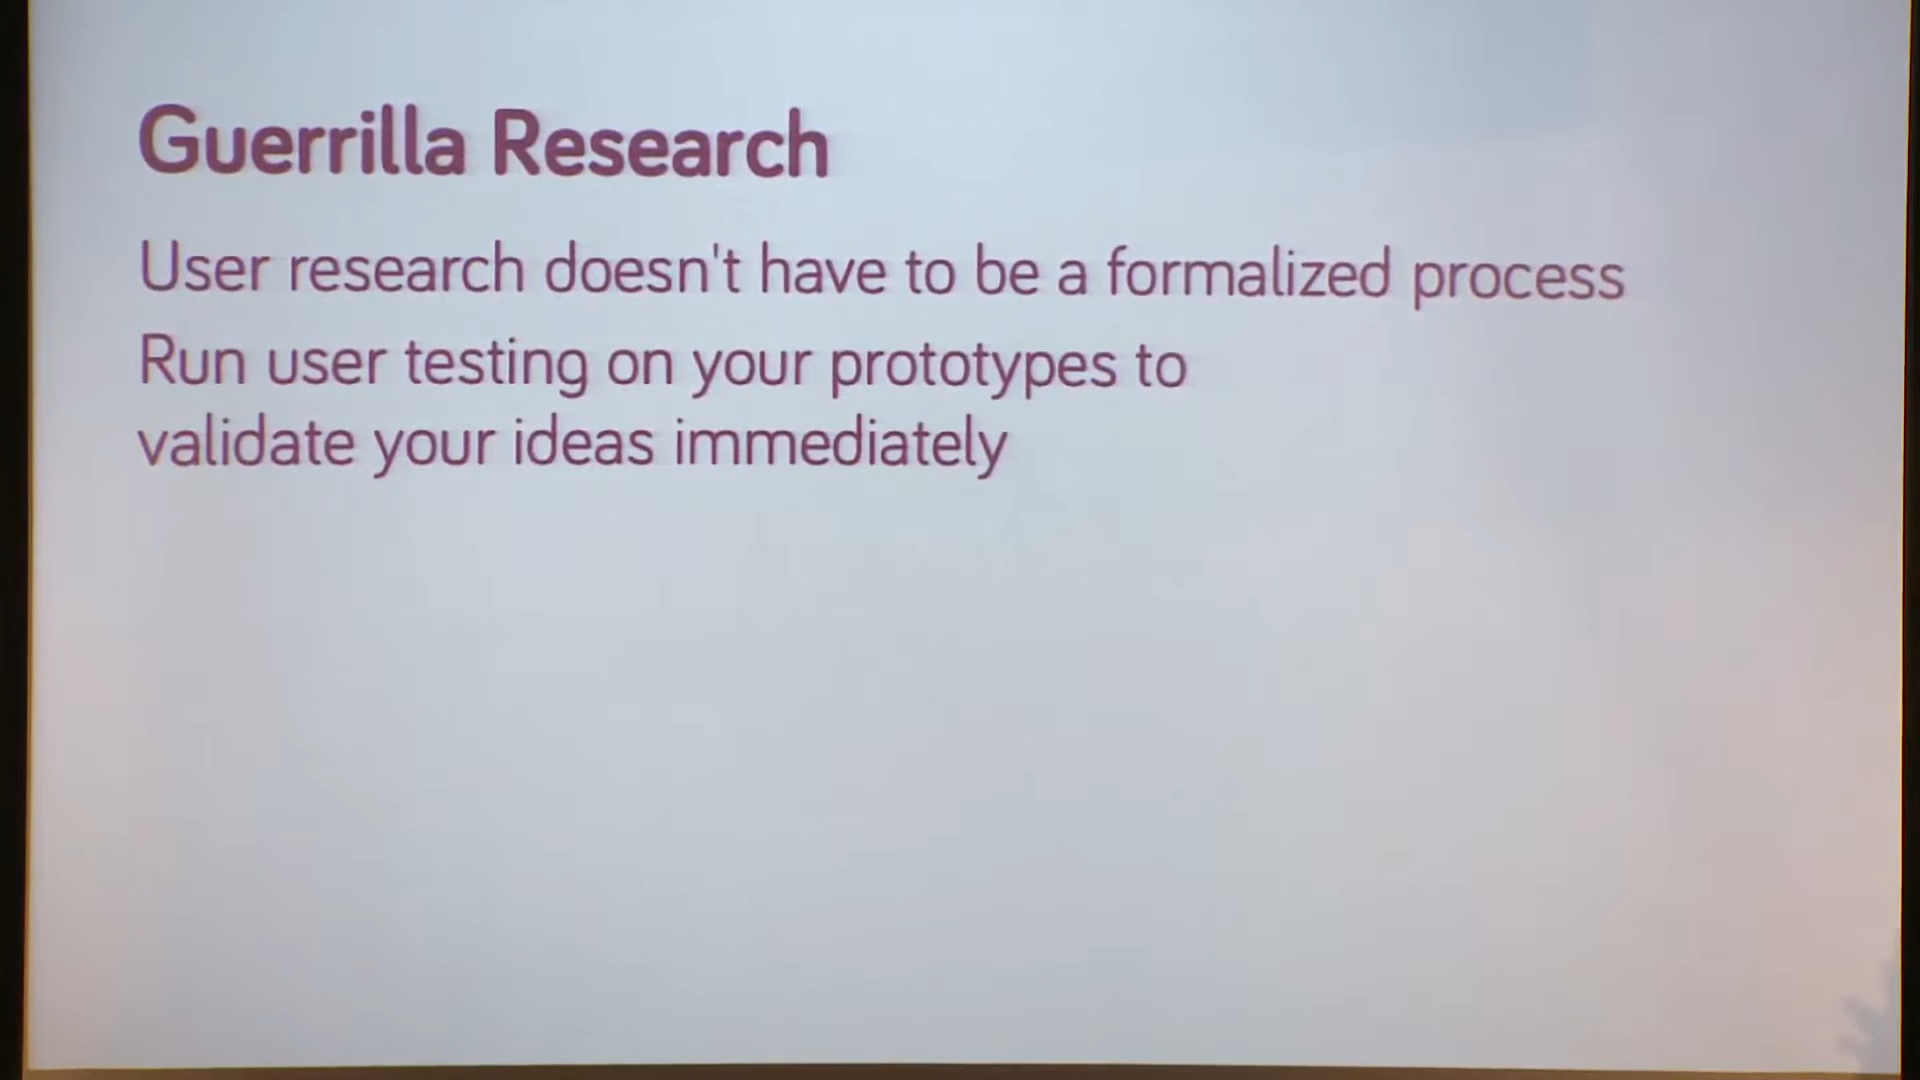 Guerrilla Research
User research doesn't have to be a formalized process
Run user testing on your prototypes to
validate your ideas immediately